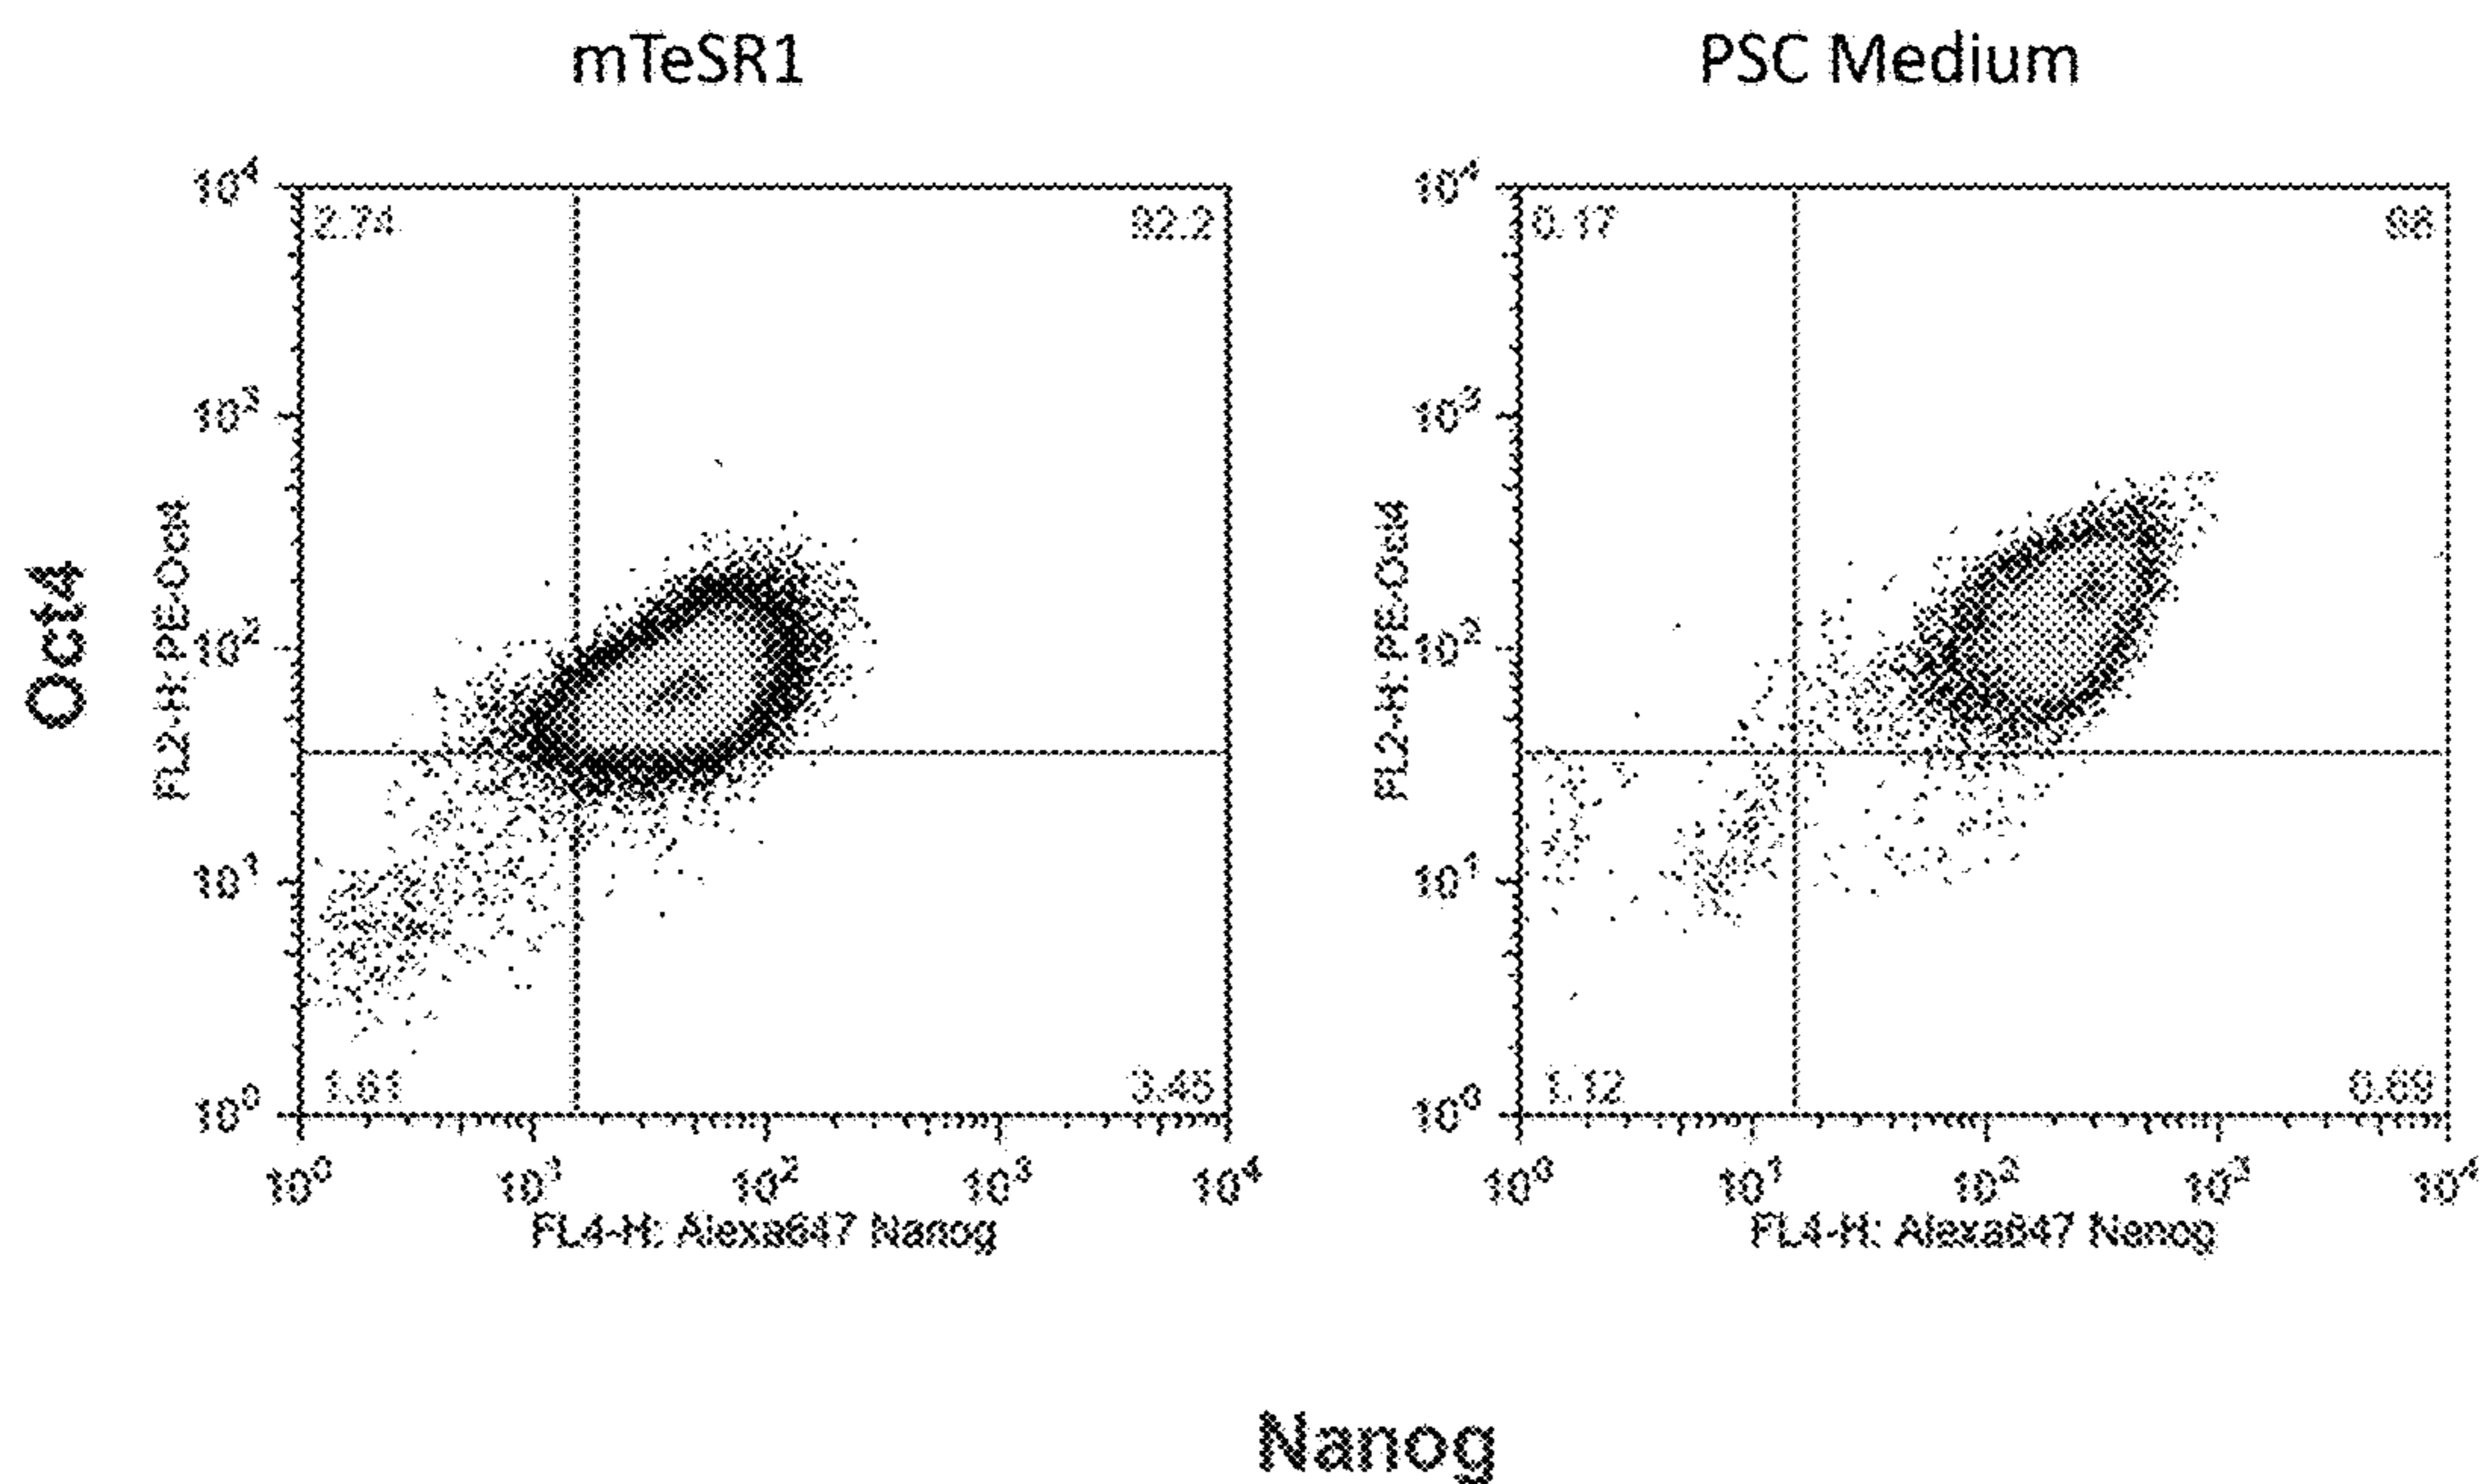 mTeSR1
PSC Medium
Oct4
FL2-H: PE-Oct4
10⁴
10³
10²
10¹
10⁰
2.74
1.61
3.45
10⁰ 10¹ 10² 10³ 10⁴
FL4-H: Alexa647 Nanog
FL2-H: PE-Oct4
10⁴
10³
10²
10¹
10⁰
0.17
98
1.12
0.69
10⁰ 10¹ 10² 10³ 10⁴
FL4-H: Alexa647 Nanog
Nanog